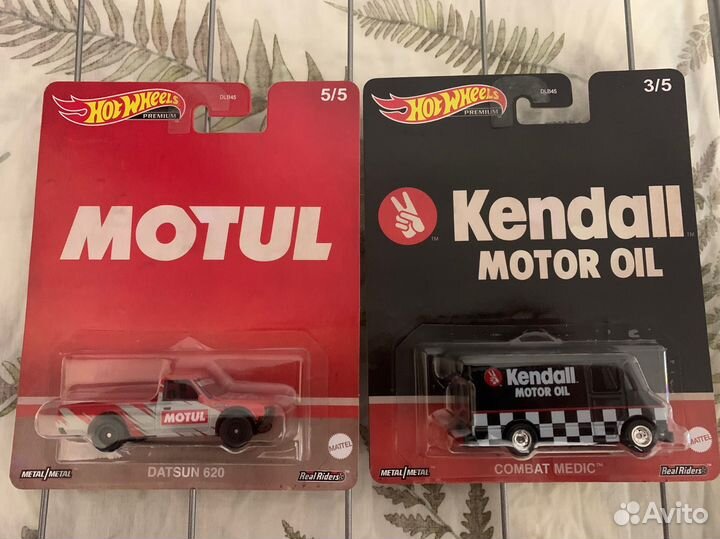 HOT WHEELS
PREMIUM
DLB45
5/5
MOTUL
MOTUL
MATTEL
METAL/METAL
DATSUN 620
Real Riders
HOT WHEELS
PREMIUM
DLB45
3/5
Kendall
MOTOR OIL
Kendall
MOTOR OIL
MATTEL
METAL/METAL
COMBAT MEDIC™
Real Riders
Avito